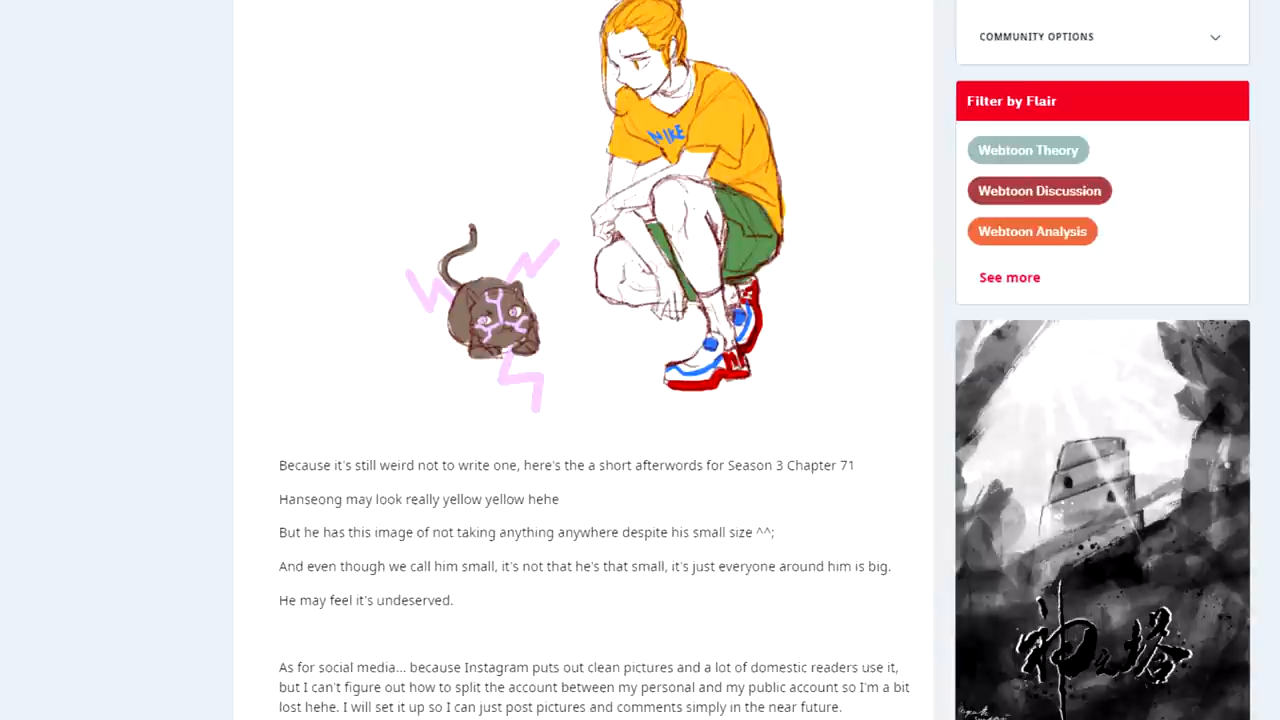 COMMUNITY OPTIONS
Filter by Flair
Webtoon Theory
Webtoon Discussion
Webtoon Analysis
See more
NIKE
Because it's still weird not to write one, here's the a short afterwords for Season 3 Chapter 71
Hanseong may look really yellow yellow hehe
But he has this image of not taking anything anywhere despite his small size ^^;
And even though we call him small, it's not that he's that small, it's just everyone around him is big.
He may feel it's undeserved.
As for social media... because Instagram puts out clean pictures and a lot of domestic readers use it,
but I can't figure out how to split the account between my personal and my public account so I'm a bit
lost hehe. I will set it up so I can just post pictures and comments simply in the near future.
神之塔